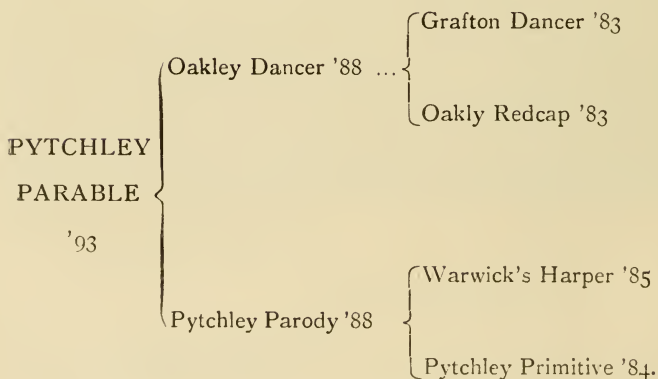 Grafton Dancer '83
Oakley Dancer '88 ...
Oakly Redcap '83
PYTCHLEY
PARABLE
'93
Warwick's Harper '85
Pytchley Parody '88
Pytchley Primitive '84.